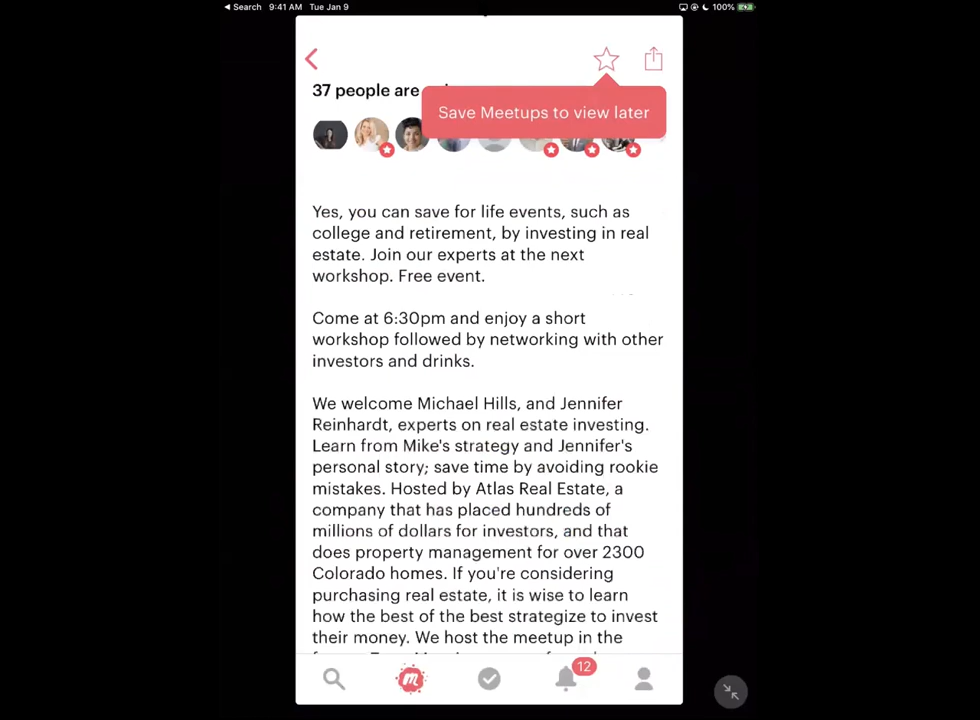 Search 9:41 AM Tue Jan 9 100%
37 people are
Save Meetups to view later
Yes, you can save for life events, such as
college and retirement, by investing in real
estate. Join our experts at the next
workshop. Free event.
Come at 6:30pm and enjoy a short
workshop followed by networking with other
investors and drinks.
We welcome Michael Hills, and Jennifer
Reinhardt, experts on real estate investing.
Learn from Mike's strategy and Jennifer's
personal story; save time by avoiding rookie
mistakes. Hosted by Atlas Real Estate, a
company that has placed hundreds of
millions of dollars for investors, and that
does property management for over 2300
Colorado homes. If you're considering
purchasing real estate, it is wise to learn
how the best of the best strategize to invest
their money. We host the meetup in the
m 12